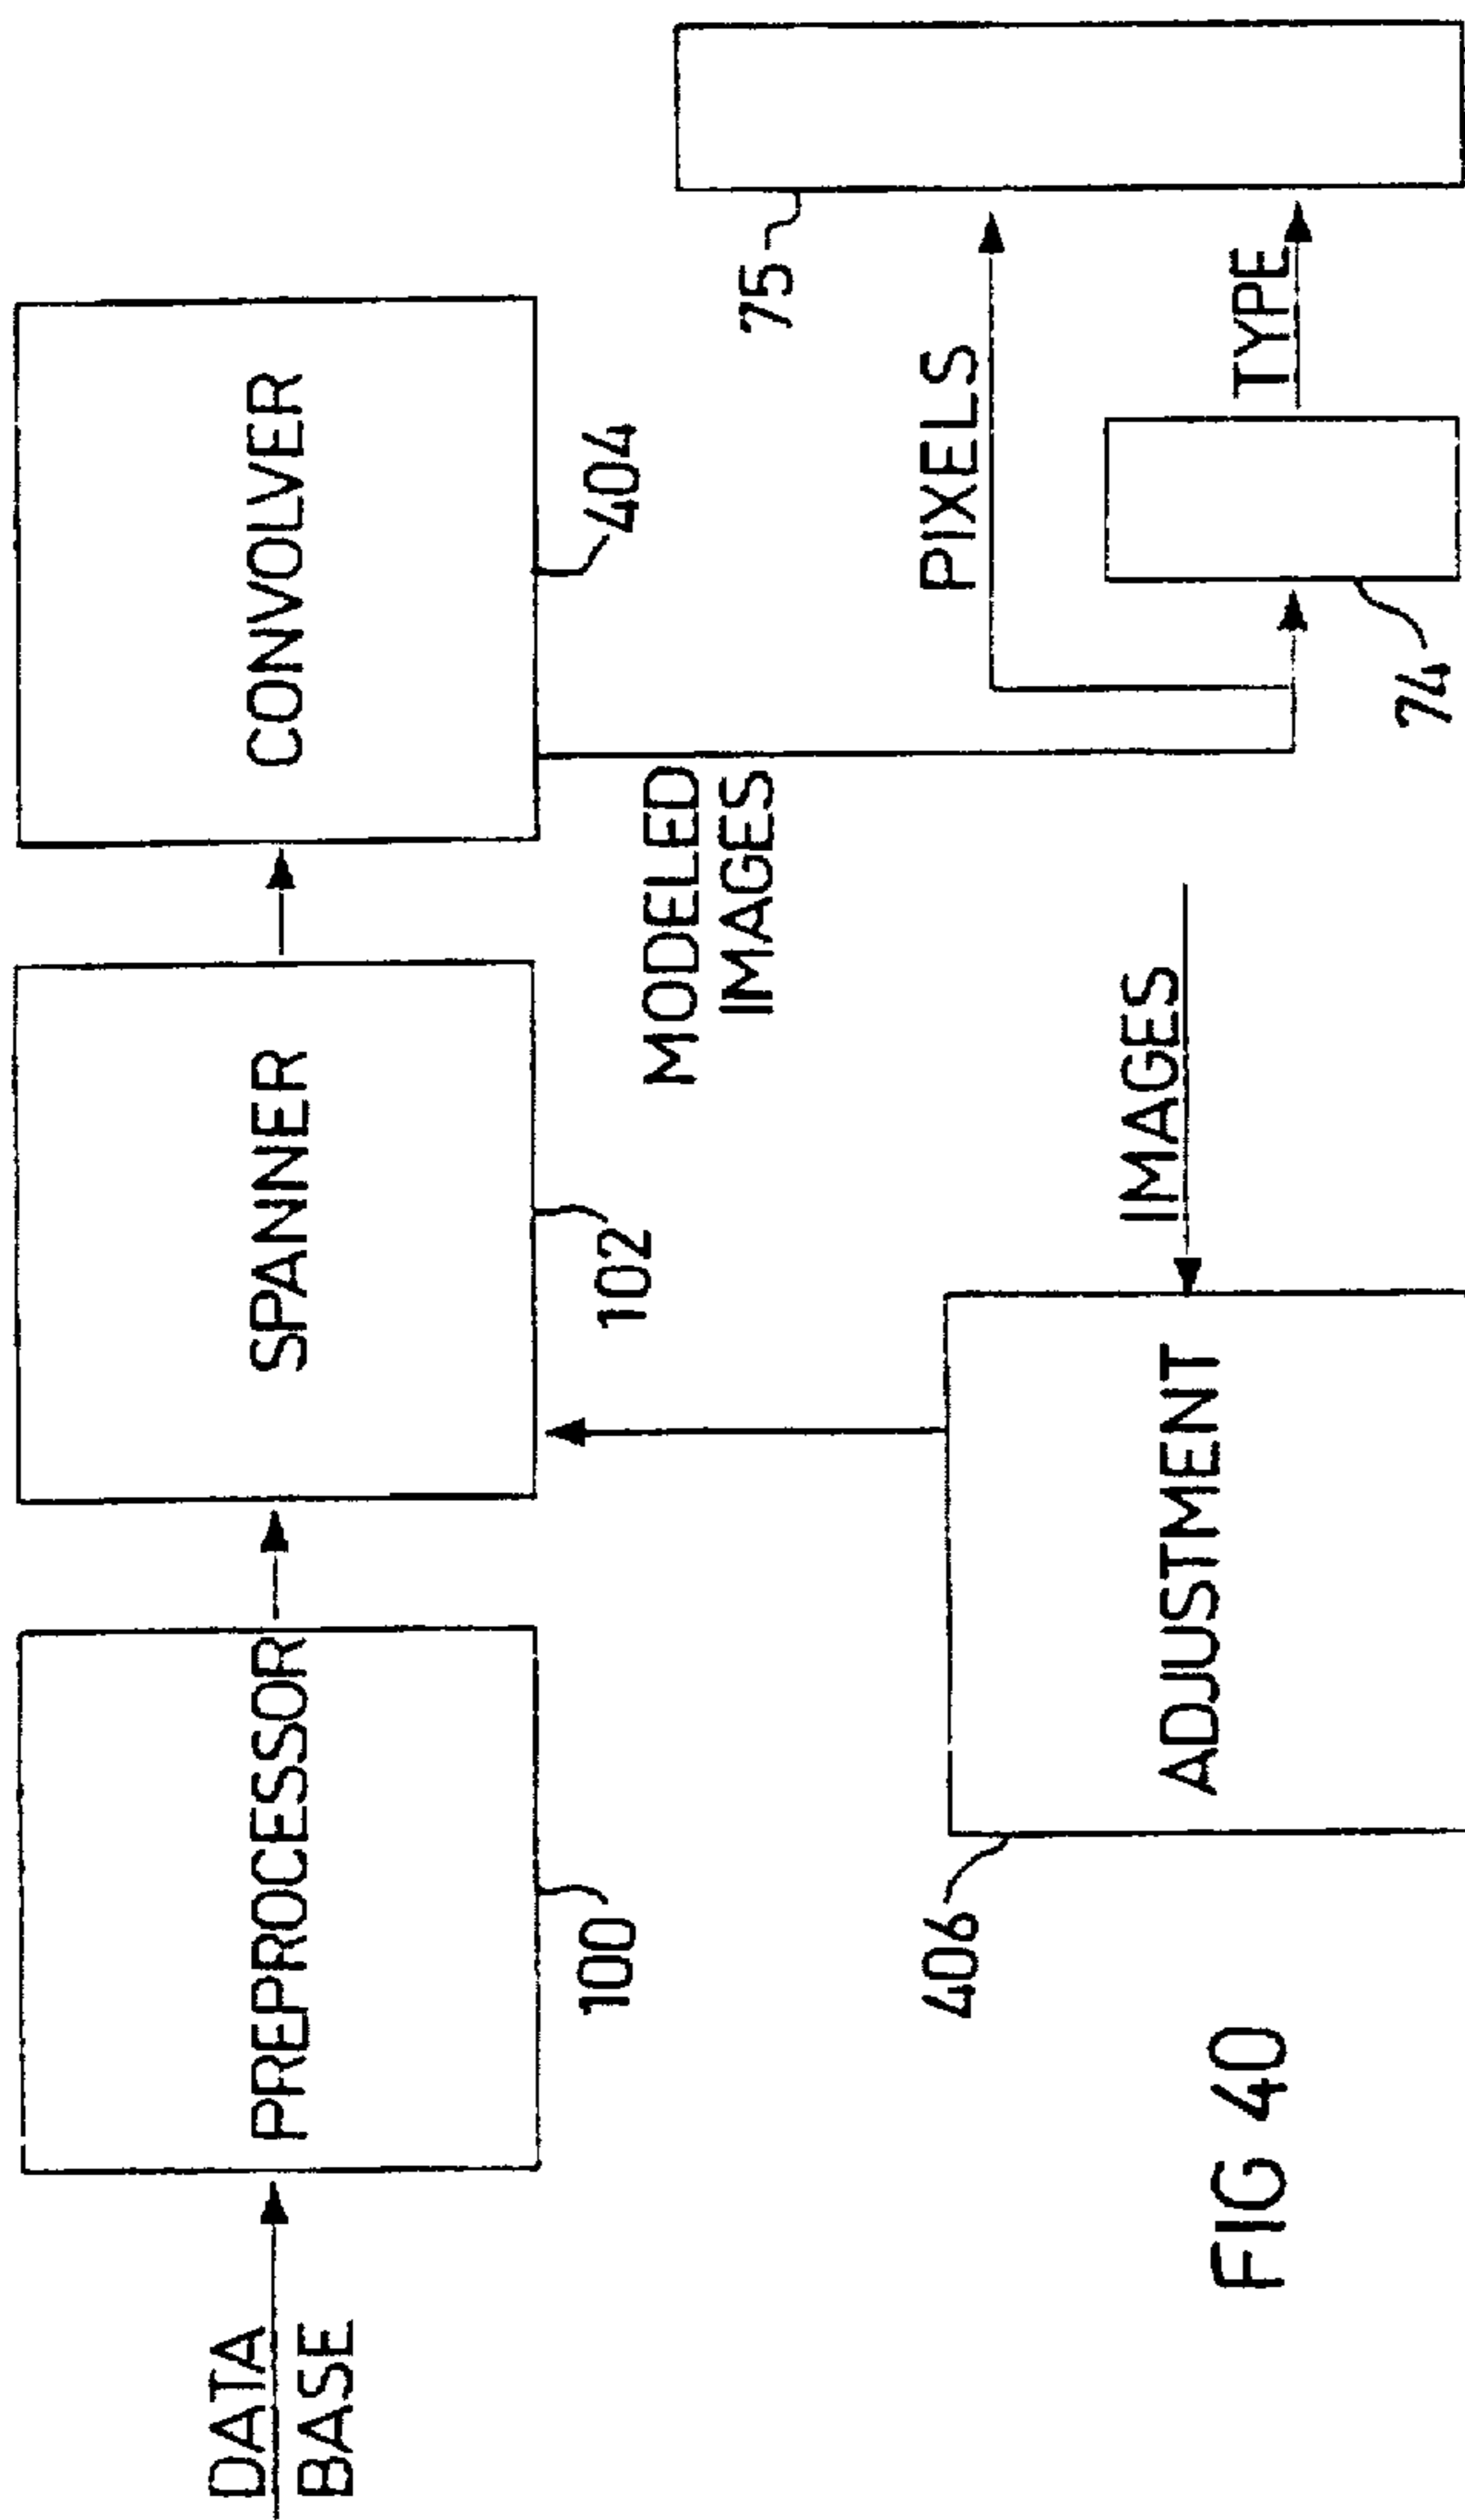 DATA
BASE
PREPROCESSOR
100
SPANNER
102
CONVOLVER
404
MODELED
IMAGES
PIXELS
75
TYPE
74
IMAGES
ADJUSTMENT
406
FIG 40